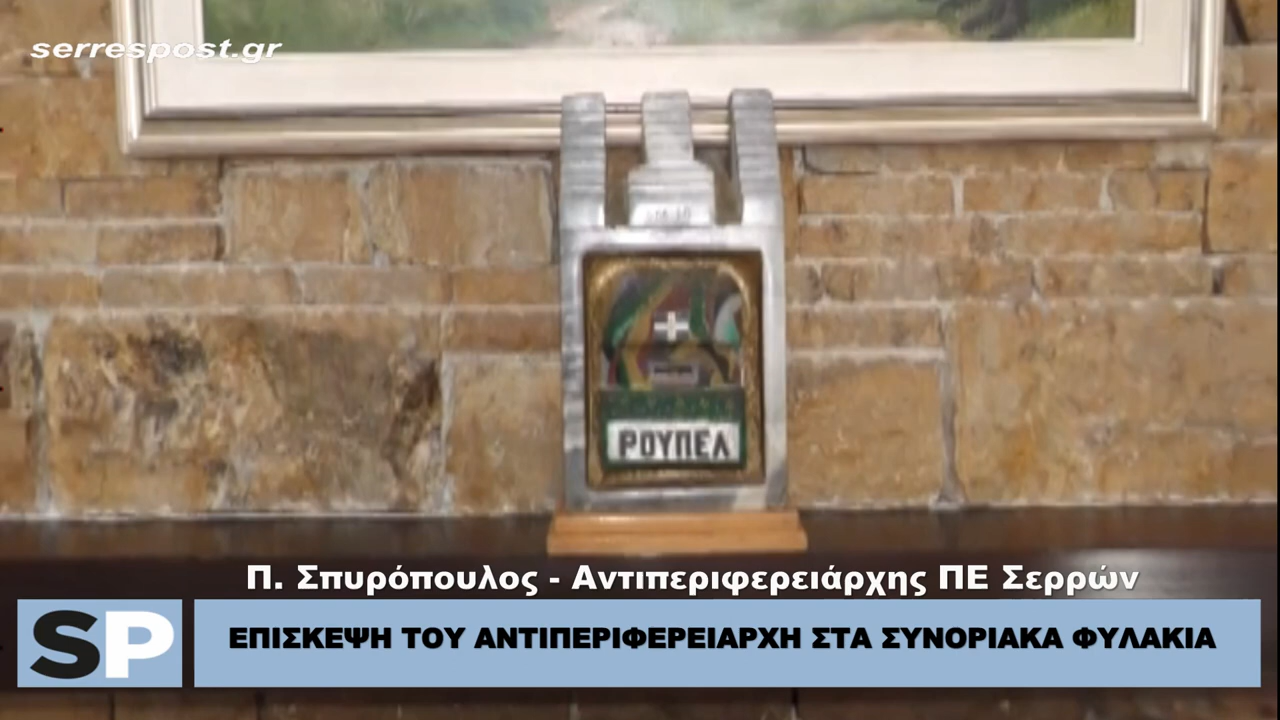 serrespost.gr
ΡΟΥΠΕΛ
Π. Σπυρόπουλος - Αντιπεριφερειάρχης ΠΕ Σερρών
SP
ΕΠΙΣΚΕΨΗ ΤΟΥ ΑΝΤΙΠΕΡΙΦΕΡΕΙΑΡΧΗ ΣΤΑ ΣΥΝΟΡΙΑΚΑ ΦΥΛΑΚΙΑ